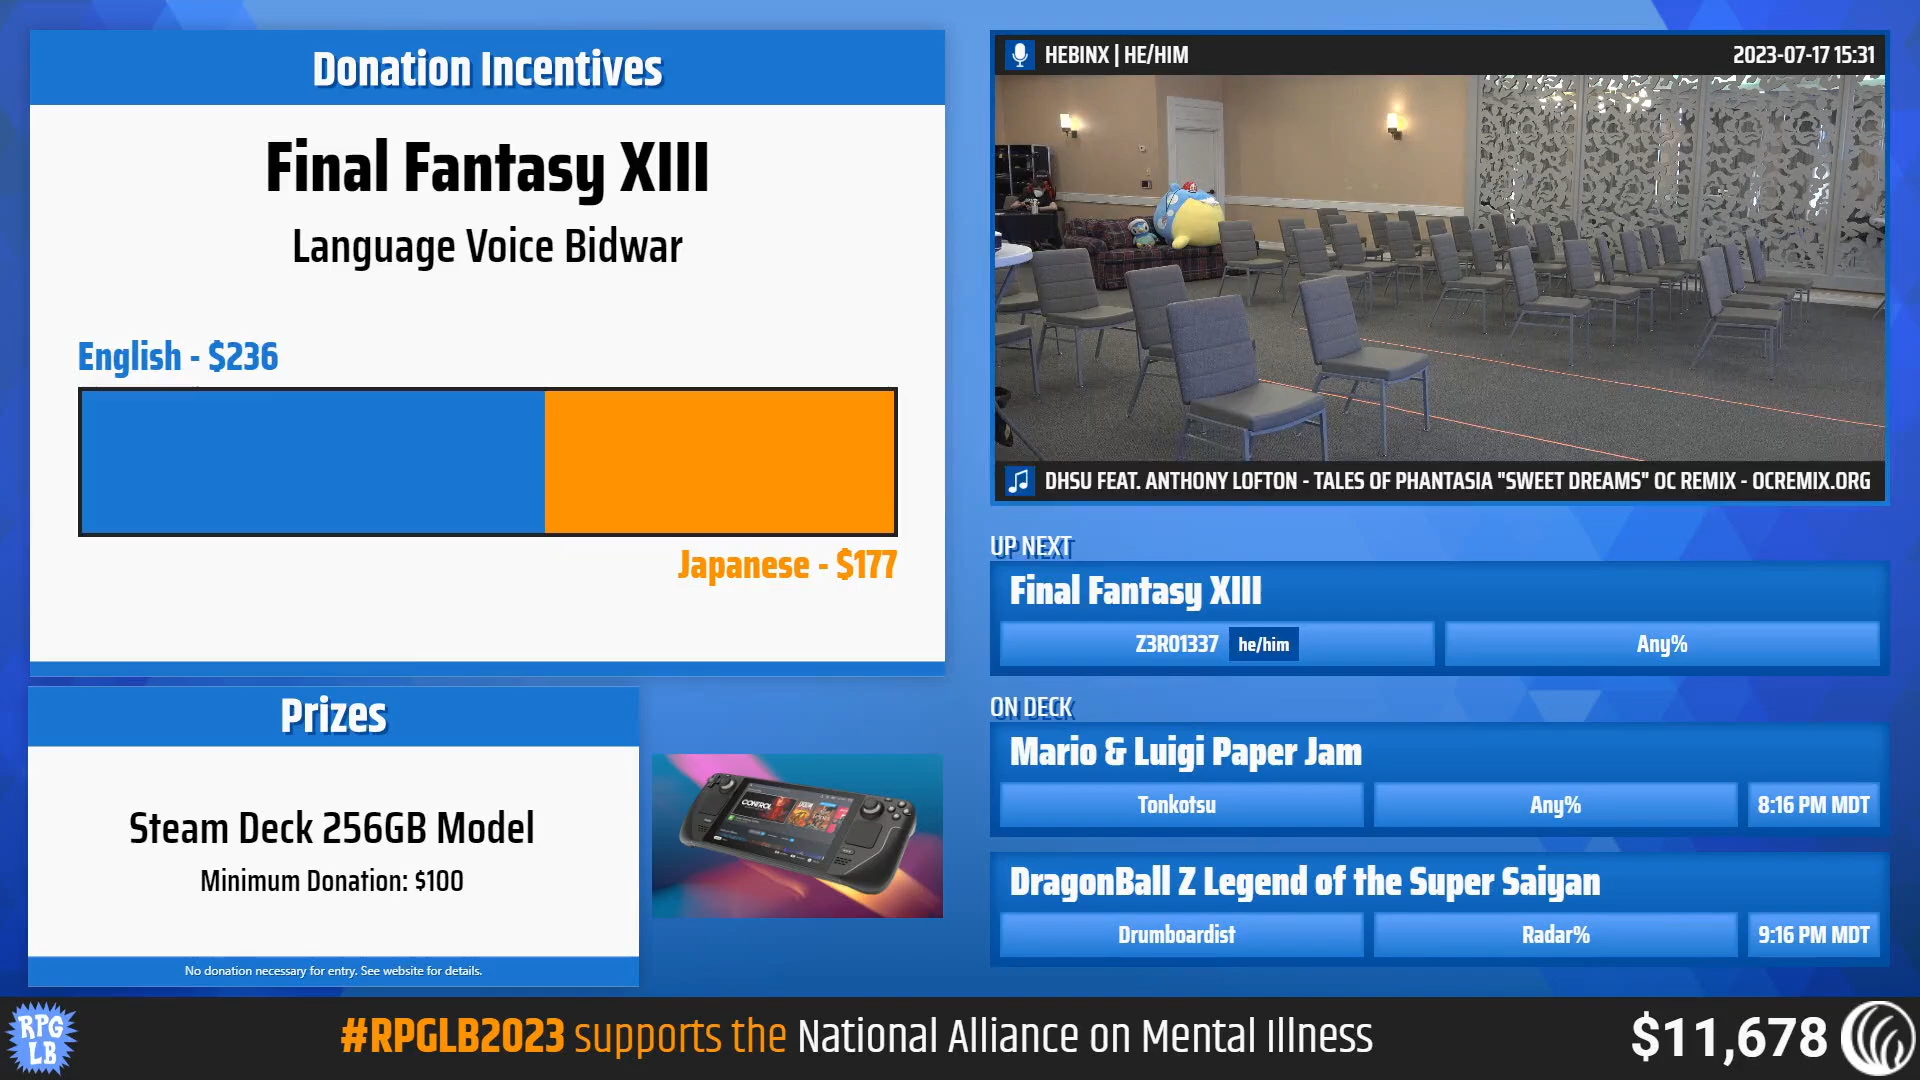 Donation Incentives
Final Fantasy XIII
Language Voice Bidwar
English - $236
Japanese - $177
Prizes
Steam Deck 256GB Model
Minimum Donation: $100
No donation necessary for entry. See website for details.
CONTROL
DOOM
HEBINX | HE/HIM
2023-07-17 15:31
DHSU FEAT. ANTHONY LOFTON - TALES OF PHANTASIA "SWEET DREAMS" OC REMIX - OCREMIX.ORG
UP NEXT
Final Fantasy XIII
Z3R01337 he/him
Any%
ON DECK
Mario & Luigi Paper Jam
Tonkotsu
Any%
8:16 PM MDT
DragonBall Z Legend of the Super Saiyan
Drumboardist
Radar%
9:16 PM MDT
RPG
LB
#RPGLB2023 supports the National Alliance on Mental Illness
$11,678